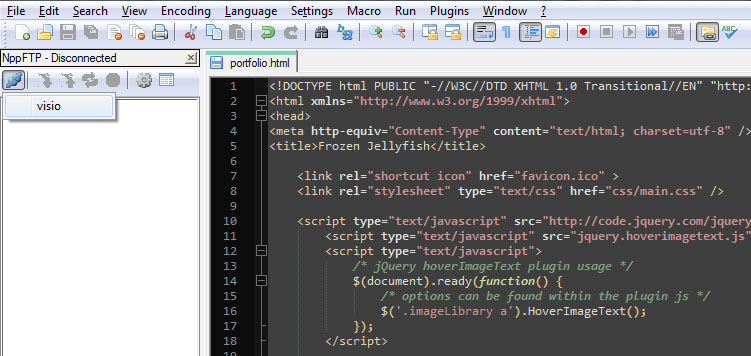 File Edit Search View Encoding Language Settings Macro Run Plugins Window ?
NppFTP - Disconnected
visio
portfolio.html
1 <!DOCTYPE html PUBLIC "-//W3C//DTD XHTML 1.0 Transitional//EN" "http:
2 <html xmlns="http://www.w3.org/1999/xhtml">
3 <head>
4 <meta http-equiv="Content-Type" content="text/html; charset=utf-8" />
5 <title>Frozen Jellyfish</title>
6
7 <link rel="shortcut icon" href="favicon.ico" >
8 <link rel="stylesheet" type="text/css" href="css/main.css" />
9
10 <script type="text/javascript" src="http://code.jquery.com/jquery
11 <script type="text/javascript" src="jquery.hoverimagetext.js"
12 <script type="text/javascript">
13 /* jQuery hoverImageText plugin usage */
14 $(document).ready(function() {
15 /* options can be found within the plugin js */
16 $('.imageLibrary a').HoverImageText();
17 });
18 </script>
19